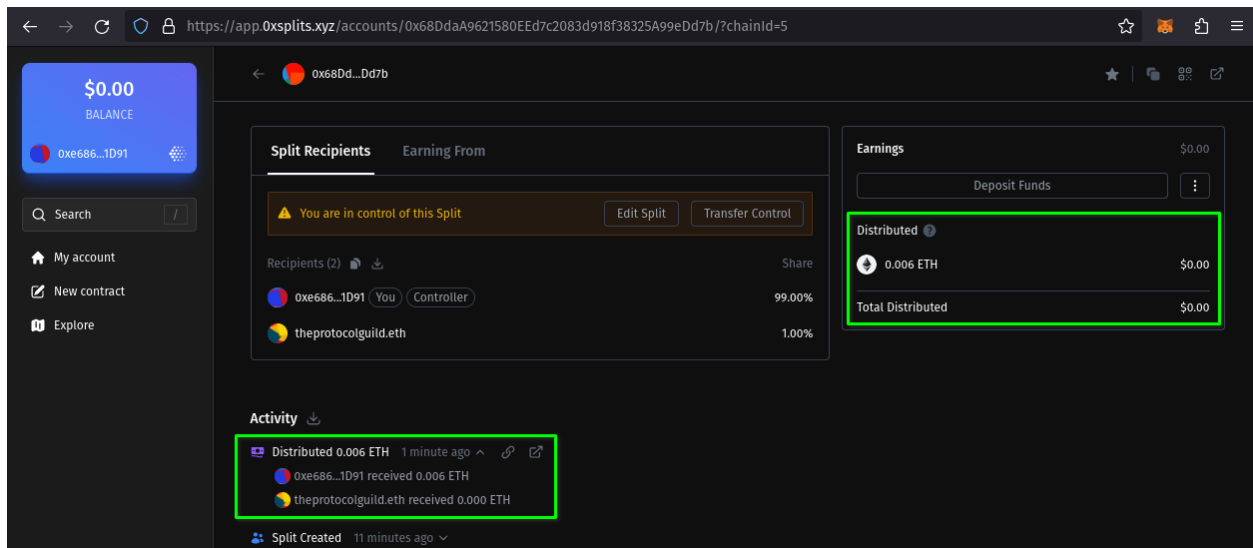 https://app.0xsplits.xyz/accounts/0x68DdaA9621580EEd7c2083d918f38325A99eDd7b/?chainId=5
$0.00
BALANCE
0xe686...1D91
Search /
My account
New contract
Explore
0x68Dd...Dd7b
Split Recipients Earning From
You are in control of this Split Edit Split Transfer Control
Recipients (2) Share
0xe686...1D91 You Controller 99.00%
theprotocolguild.eth 1.00%
Earnings $0.00
Deposit Funds
Distributed ?
0.006 ETH $0.00
Total Distributed $0.00
Activity
Distributed 0.006 ETH 1 minute ago
0xe686...1D91 received 0.006 ETH
theprotocolguild.eth received 0.000 ETH
Split Created 11 minutes ago